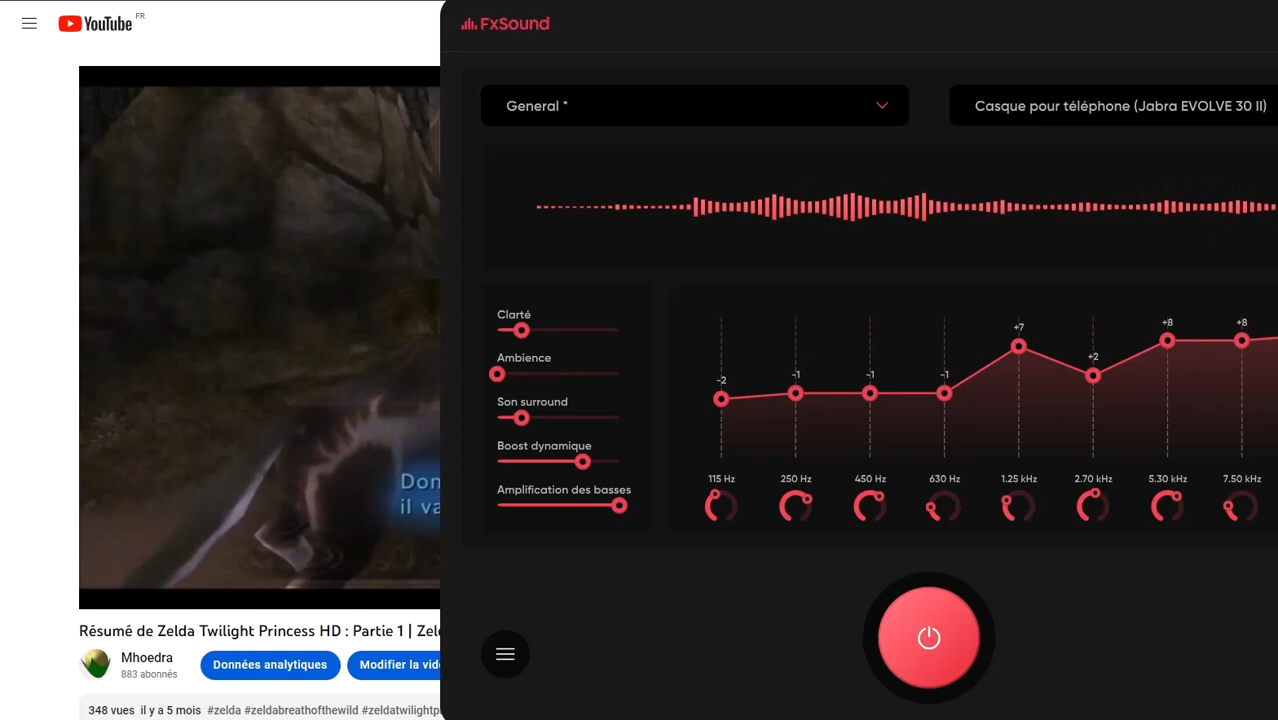 YouTube FR
Don
il va
Résumé de Zelda Twilight Princess HD : Partie 1 | Zel
Mhoedra
883 abonnés
Données analytiques
Modifier la vid
348 vues il y a 5 mois #zelda #zeldabreathofthewild #zeldatwilightp
FxSound
General *
Casque pour téléphone (Jabra EVOLVE 30 II)
Clarté
Ambience
Son surround
Boost dynamique
Amplification des basses
-2 -1 -1 -1 +7 +2 +8 +8
115 Hz 250 Hz 450 Hz 630 Hz 1.25 kHz 2.70 kHz 5.30 kHz 7.50 kHz